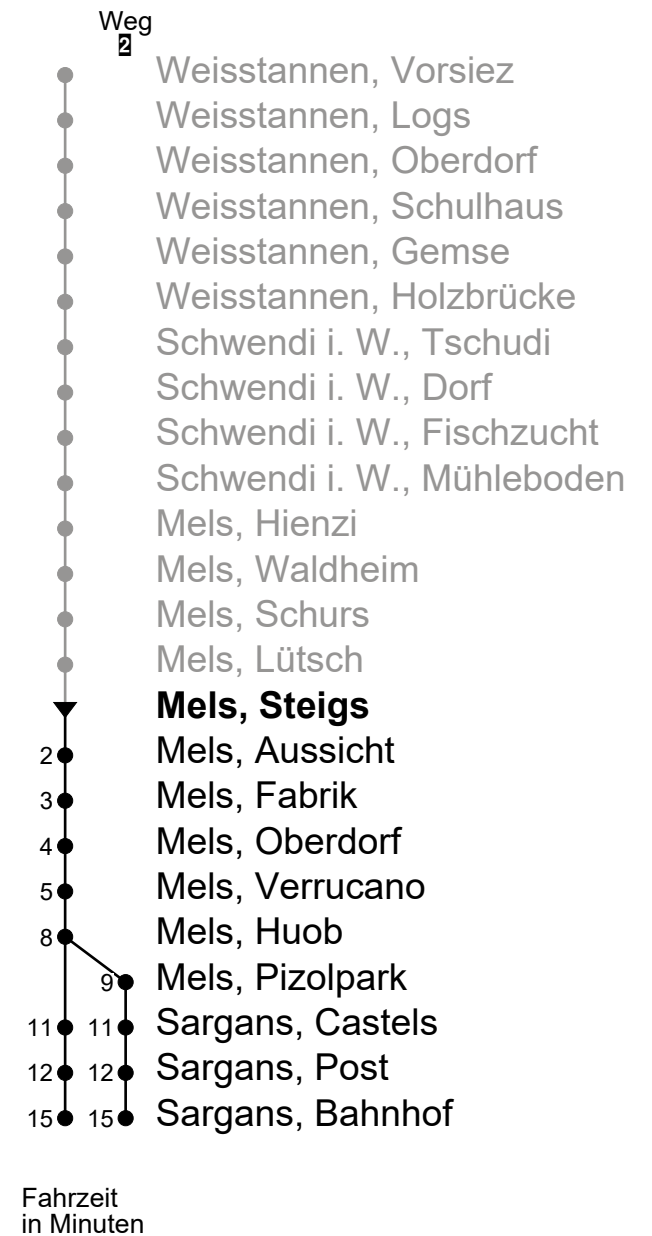 Weg
2
Weisstannen, Vorsiez
Weisstannen, Logs
Weisstannen, Oberdorf
Weisstannen, Schulhaus
Weisstannen, Gemse
Weisstannen, Holzbrücke
Schwendi i. W., Tschudi
Schwendi i. W., Dorf
Schwendi i. W., Fischzucht
Schwendi i. W., Mühleboden
Mels, Hienzi
Mels, Waldheim
Mels, Schurs
Mels, Lütsch
Mels, Steigs
2 Mels, Aussicht
3 Mels, Fabrik
4 Mels, Oberdorf
5 Mels, Verrucano
8 Mels, Huob
9 Mels, Pizolpark
11 11 Sargans, Castels
12 12 Sargans, Post
15 15 Sargans, Bahnhof
Fahrzeit
in Minuten